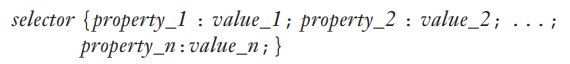 selector {property_1 : value_1; property_2 : value_2; . . . ;
property_n:value_n;}